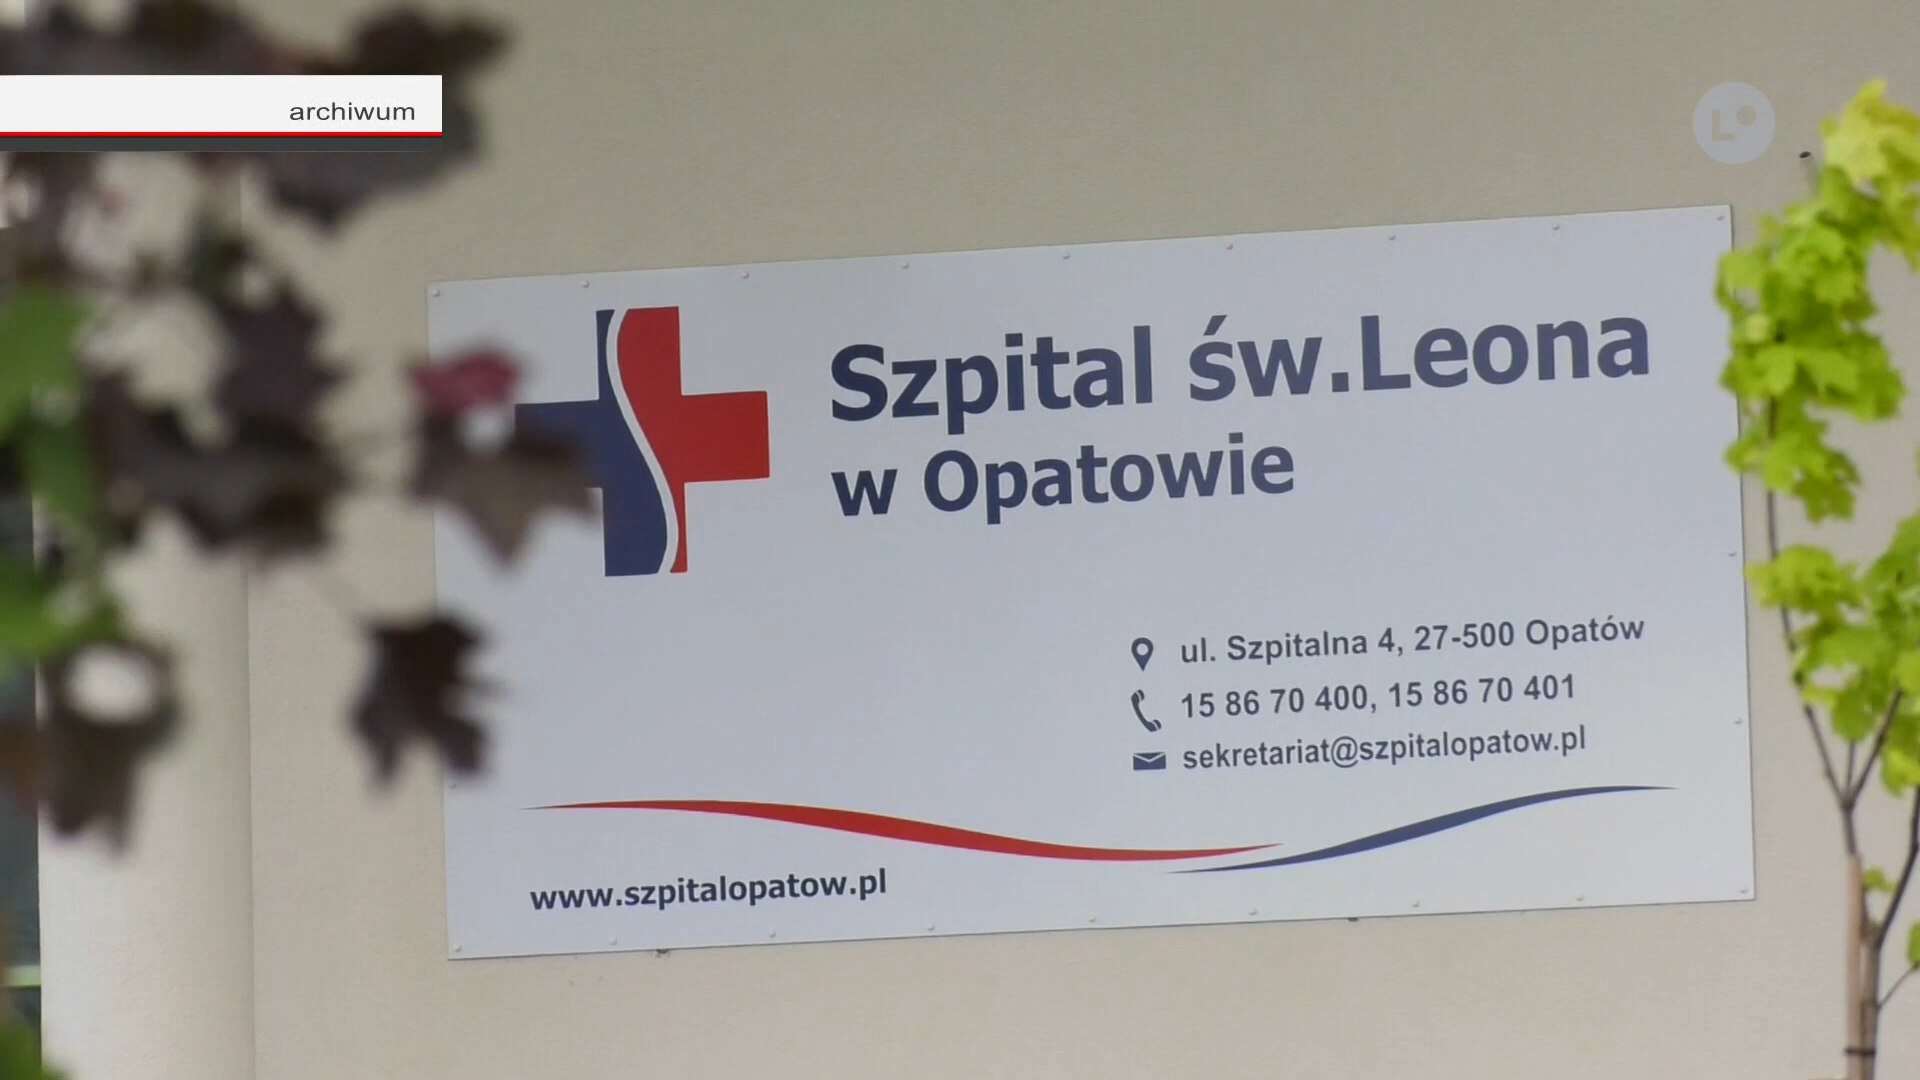 archiwum
Szpital św.Leona
w Opatowie
ul. Szpitalna 4, 27-500 Opatów
15 86 70 400, 15 86 70 401
sekretariat@szpitalopatow.pl
www.szpitalopatow.pl